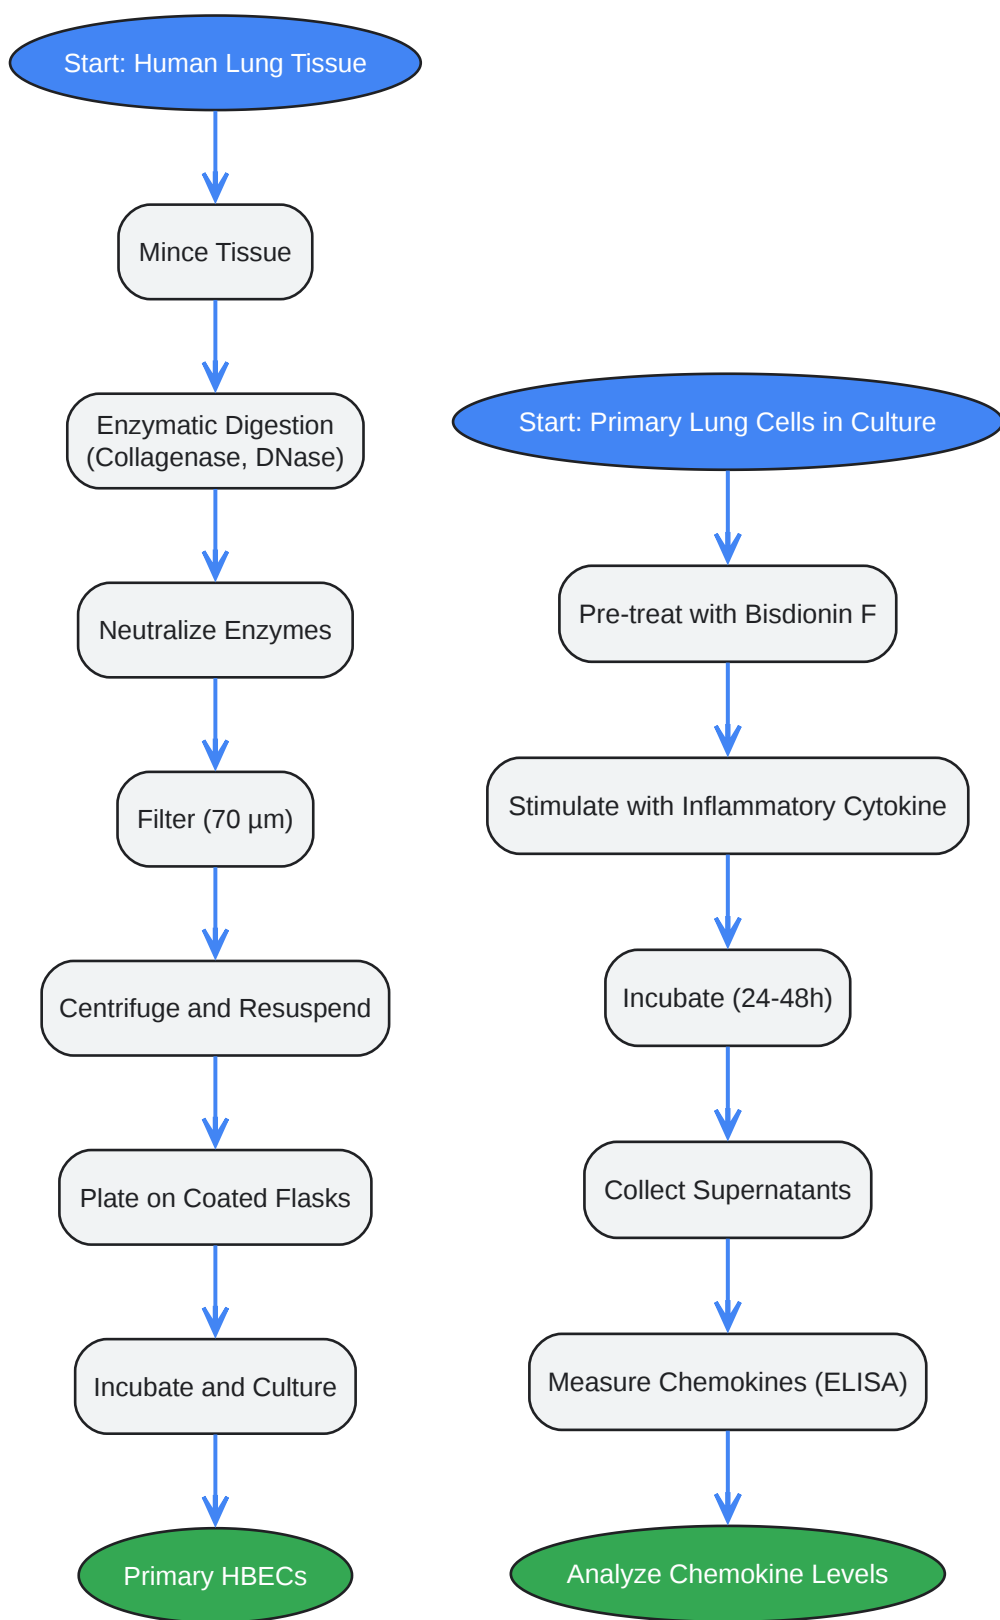 Start: Human Lung Tissue
Mince Tissue
Enzymatic Digestion
(Collagenase, DNase)
Neutralize Enzymes
Filter (70 µm)
Centrifuge and Resuspend
Plate on Coated Flasks
Incubate and Culture
Primary HBECs
Start: Primary Lung Cells in Culture
Pre-treat with Bisdionin F
Stimulate with Inflammatory Cytokine
Incubate (24-48h)
Collect Supernatants
Measure Chemokines (ELISA)
Analyze Chemokine Levels